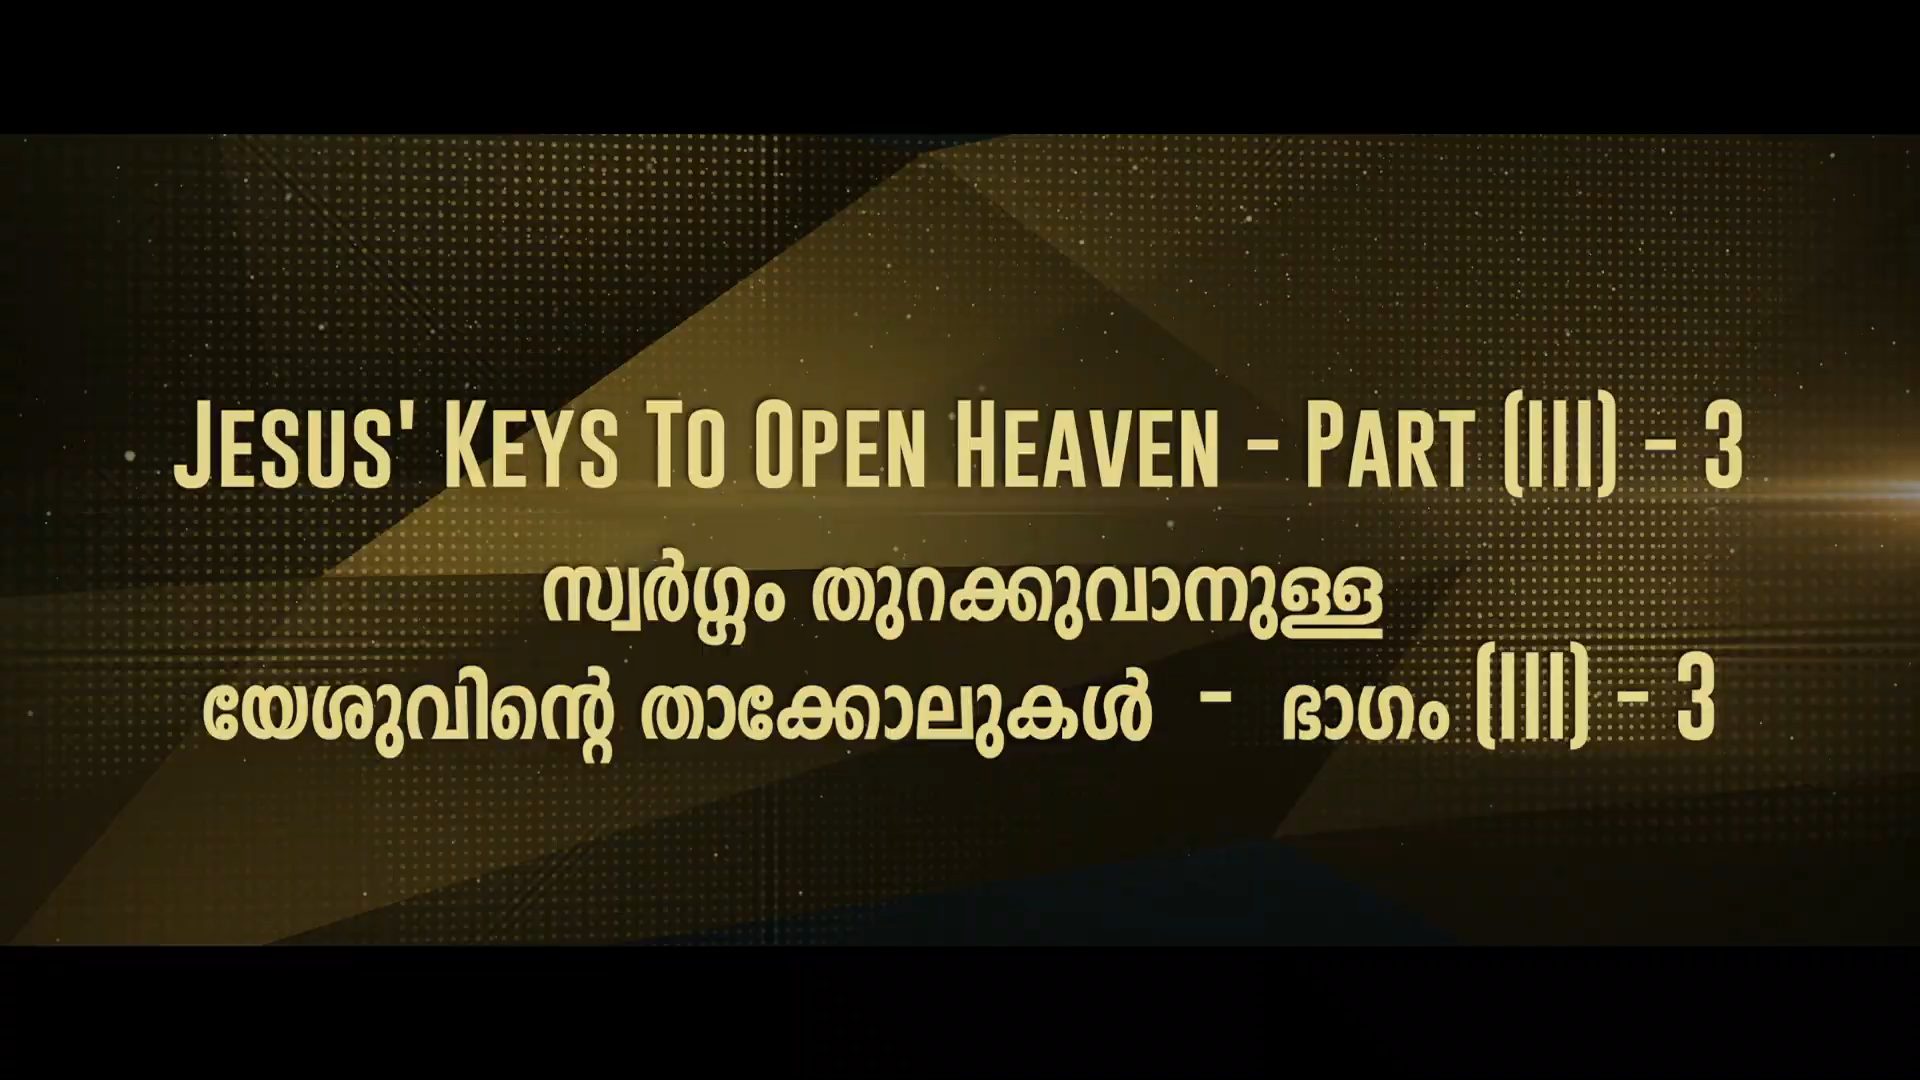 Jesus' Keys To Open Heaven - Part (III) - 3
സ്വർഗ്ഗം തുറക്കുവാനുള്ള
യേശുവിന്റെ താക്കോലുകൾ - ഭാഗം (III) - 3